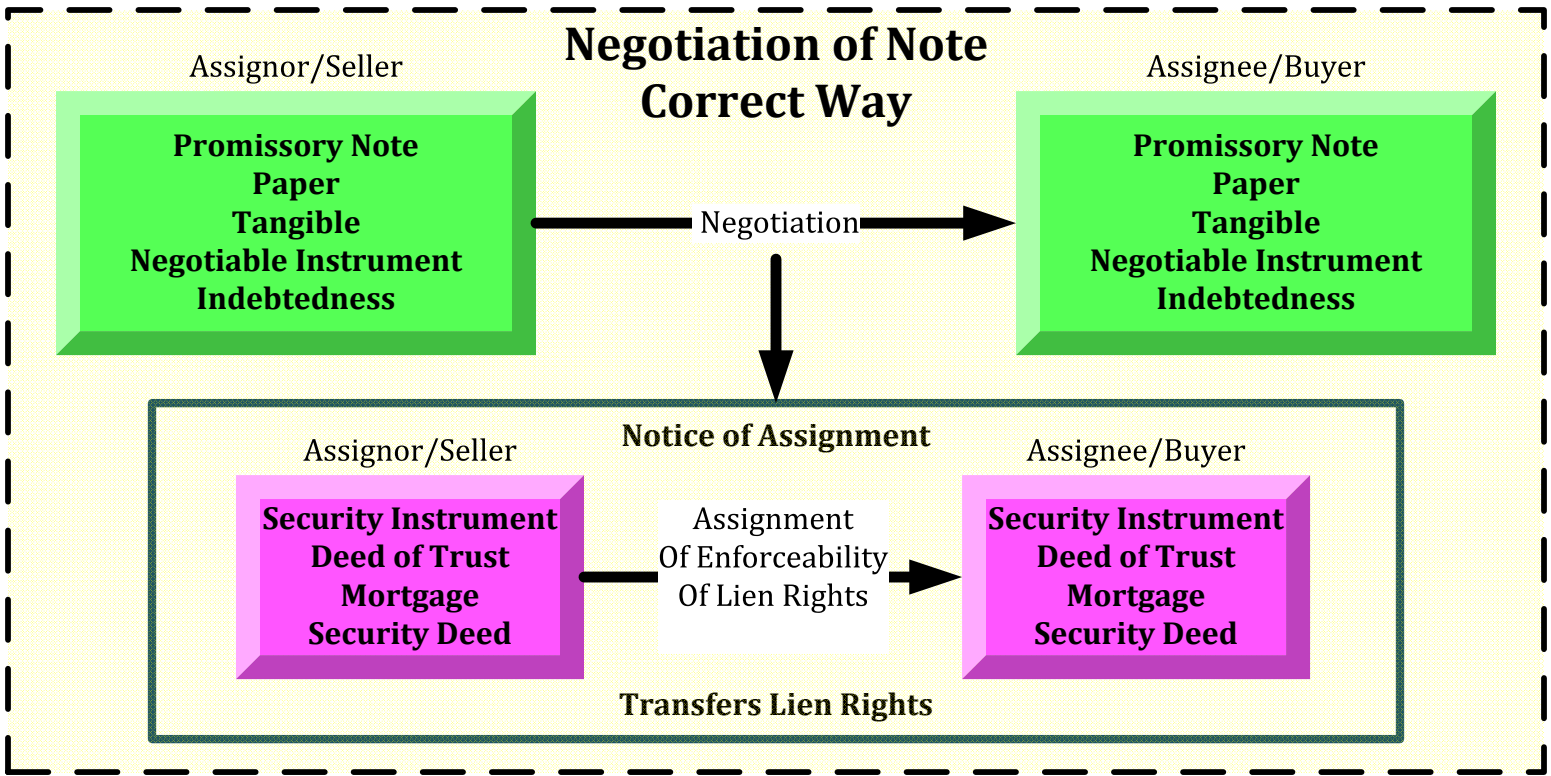 Negotiation of Note
Correct Way
Assignor/Seller
Promissory Note
Paper
Tangible
Negotiable Instrument
Indebtedness
Negotiation
Assignee/Buyer
Promissory Note
Paper
Tangible
Negotiable Instrument
Indebtedness
Notice of Assignment
Assignor/Seller
Security Instrument
Deed of Trust
Mortgage
Security Deed
Assignment
Of Enforceability
Of Lien Rights
Assignee/Buyer
Security Instrument
Deed of Trust
Mortgage
Security Deed
Transfers Lien Rights